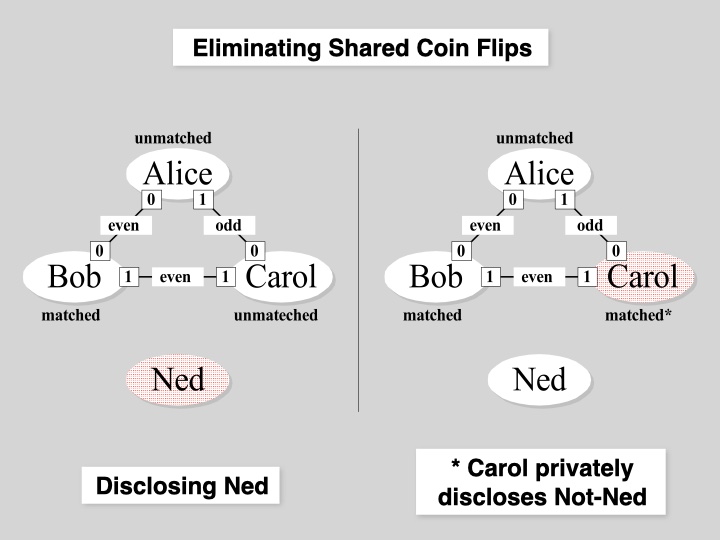 Eliminating Shared Coin Flips
unmatched
Alice
0 1
even odd
0 0
Bob 1 even 1 Carol
matched unmateched
Ned
Disclosing Ned
unmatched
Alice
0 1
even odd
0 0
Bob 1 even 1 Carol
matched matched*
Ned
* Carol privately
discloses Not-Ned